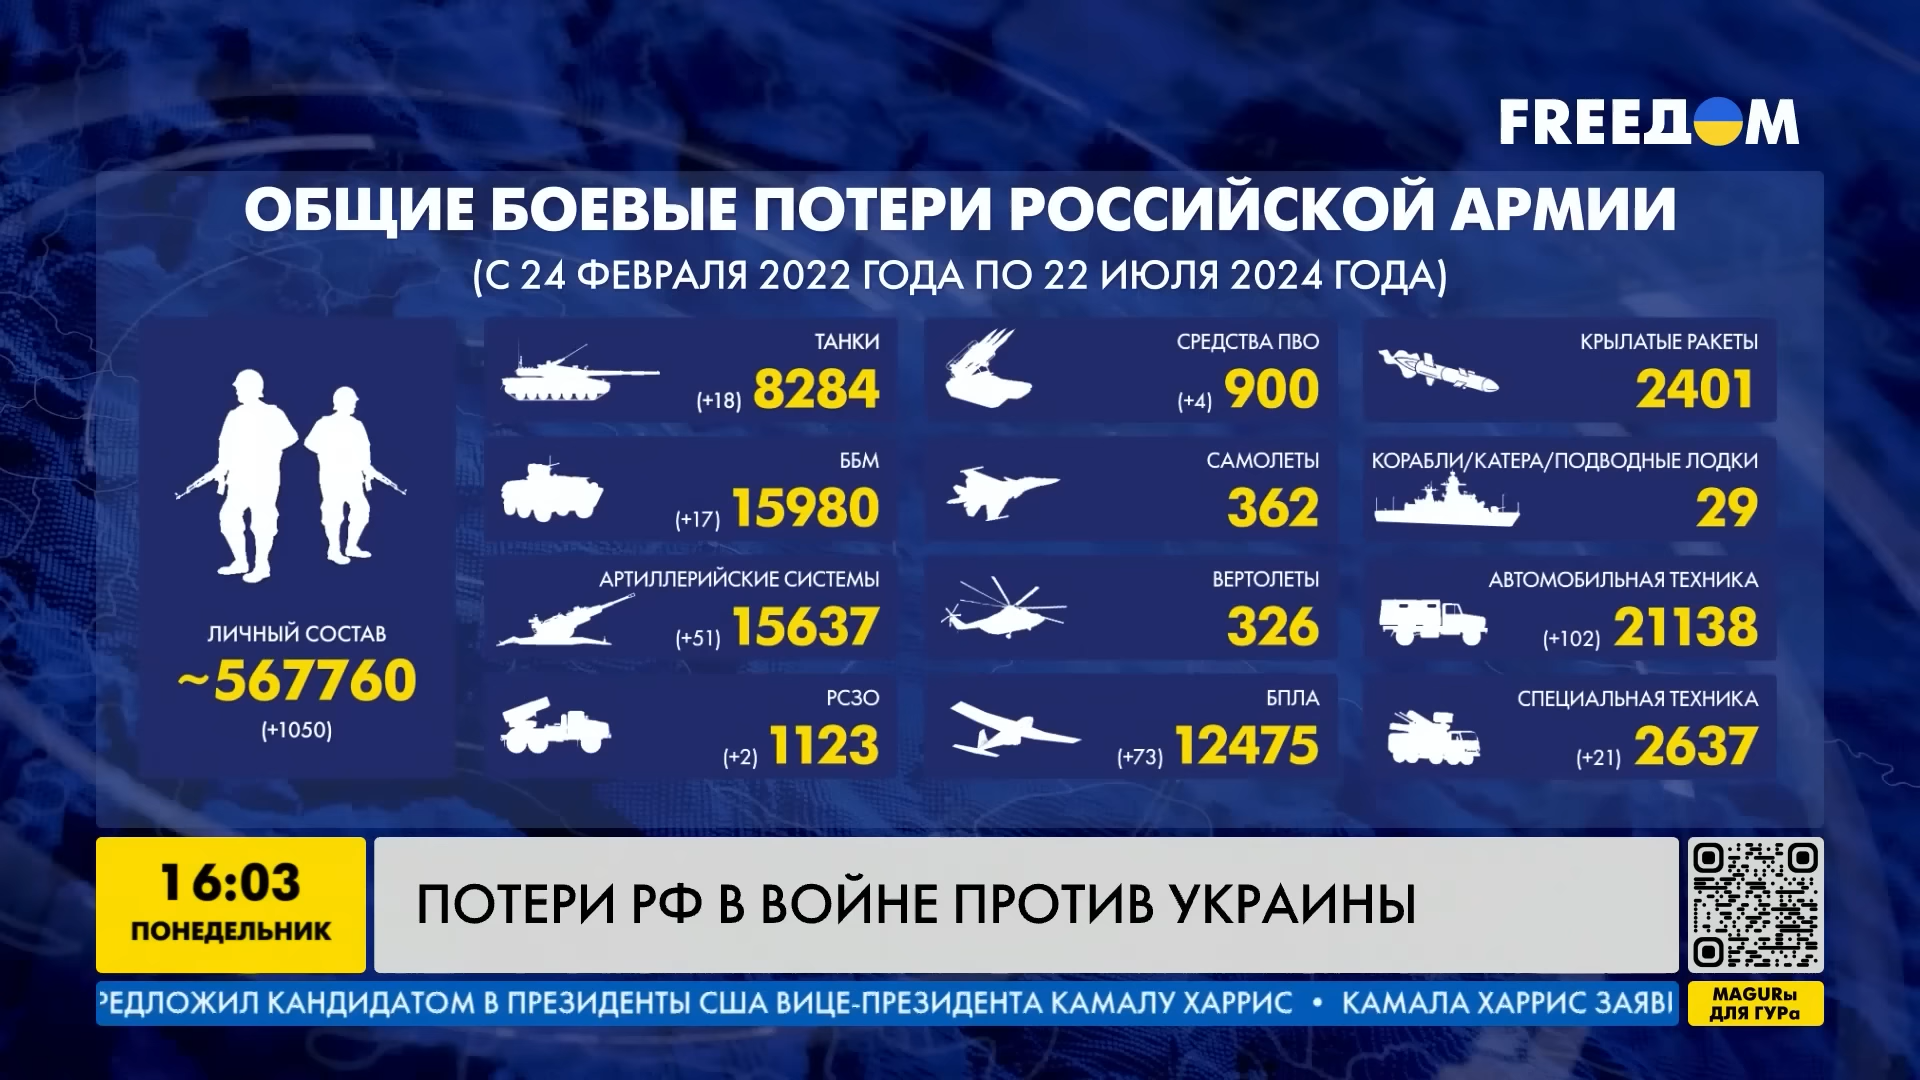 FREEДOM
ОБЩИЕ БОЕВЫЕ ПОТЕРИ РОССИЙСКОЙ АРМИИ
(С 24 ФЕВРАЛЯ 2022 ГОДА ПО 22 ИЮЛЯ 2024 ГОДА)
ЛИЧНЫЙ СОСТАВ
~567760
(+1050)
ТАНКИ
(+18) 8284
ББМ
(+17) 15980
АРТИЛЛЕРИЙСКИЕ СИСТЕМЫ
(+51) 15637
РСЗО
(+2) 1123
СРЕДСТВА ПВО
(+4) 900
САМОЛЕТЫ
362
ВЕРТОЛЕТЫ
326
БПЛА
(+73) 12475
КРЫЛАТЫЕ РАКЕТЫ
2401
КОРАБЛИ/КАТЕРА/ПОДВОДНЫЕ ЛОДКИ
29
АВТОМОБИЛЬНАЯ ТЕХНИКА
(+102) 21138
СПЕЦИАЛЬНАЯ ТЕХНИКА
(+21) 2637
16:03
ПОНЕДЕЛЬНИК
ПОТЕРИ РФ В ВОЙНЕ ПРОТИВ УКРАИНЫ
РЕДЛОЖИЛ КАНДИДАТОМ В ПРЕЗИДЕНТЫ США ВИЦЕ-ПРЕЗИДЕНТА КАМАЛУ ХАРРИС • КАМАЛА ХАРРИС ЗАЯВ
MAGURы
ДЛЯ ГУРа